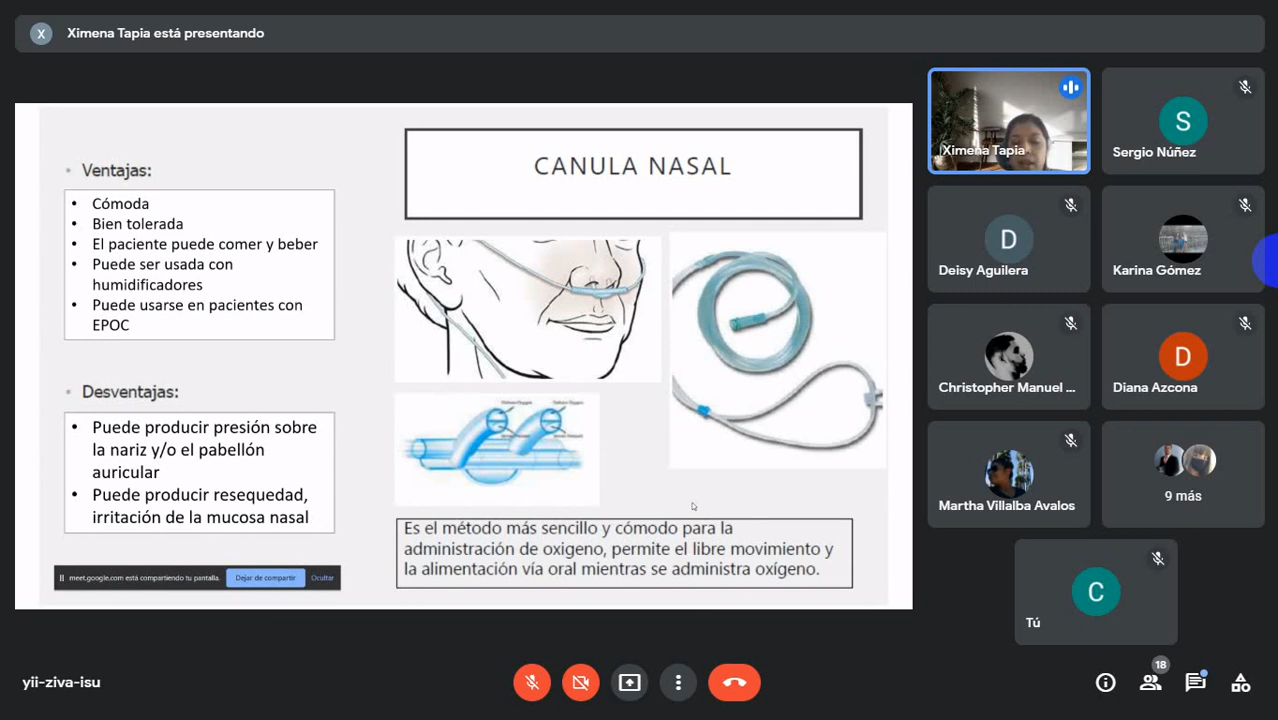 X
Ximena Tapia está presentando
Ventajas:
Cómoda
Bien tolerada
El paciente puede comer y beber
Puede ser usada con
humidificadores
Puede usarse en pacientes con
EPOC
Desventajas:
Puede producir presión sobre
la nariz y/o el pabellón
auricular
Puede producir resequedad,
irritación de la mucosa nasal
CANULA NASAL
Es el método más sencillo y cómodo para la
administración de oxigeno, permite el libre movimiento y
la alimentación vía oral mientras se administra oxígeno.
meet.google.com está compartiendo tu pantalla.
Dejar de compartir
Ocultar
Ximena Tapia
S
Sergio Núñez
D
Deisy Aguilera
Karina Gómez
Christopher Manuel ...
D
Diana Azcona
Martha Villalba Avalos
9 más
C
Tú
yii-ziva-isu
18